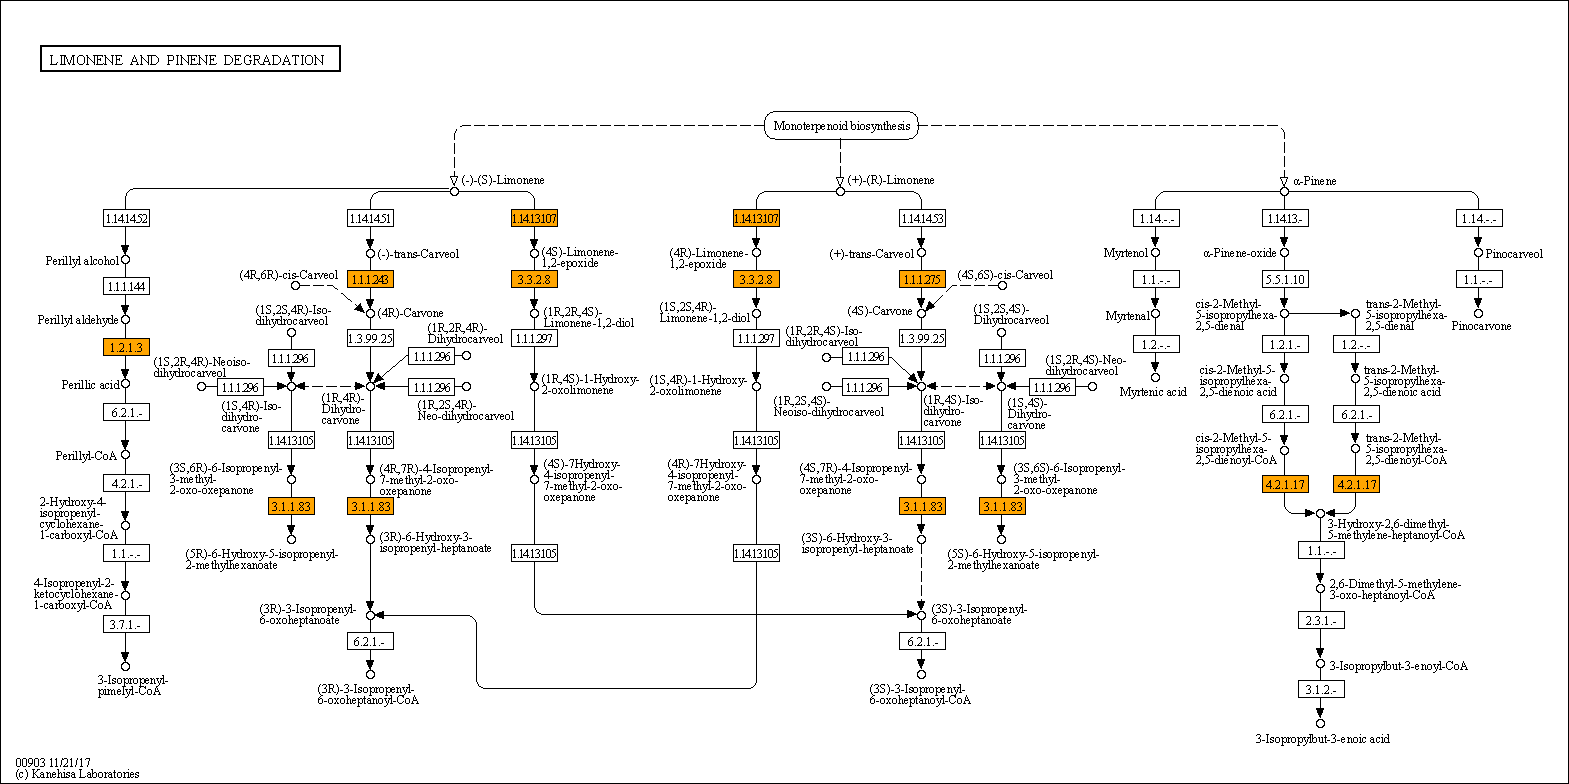 LIMONENE AND PINENE DEGRADATION
Monoterpenoid biosynthesis
(-)-(S)-Limonene
(+)-(R)-Limonene
α-Pinene
1.14.14.52
1.14.14.51
1.14.13.107
1.14.13.107
1.14.14.53
1.14.-.-
1.14.13.-
1.14.-.-
Perillyl alcohol
(-)-trans-Carveol
(4S)-Limonene-
1,2-epoxide
(4R)-Limonene-
1,2-epoxide
(+)-trans-Carveol
Myrtenol
α-Pinene-oxide
Pinocarveol
1.1.1.144
(4R,6R)-cis-Carveol
1.1.1.243
3.3.2.8
3.3.2.8
1.1.1.275
(4S,6S)-cis-Carveol
1.1.-.-
5.5.1.10
1.1.-.-
Perillyl aldehyde
(1S,2S,4R)-Iso-
dihydrocarveol
(4R)-Carvone
(1R,2R,4S)-
Limonene-1,2-diol
(1S,2S,4R)-
Limonene-1,2-diol
(4S)-Carvone
(1S,2S,4S)-
Dihydrocarveol
Myrtenal
cis-2-Methyl-
5-isopropylhexa-
2,5-dienal
trans-2-Methyl-
5-isopropylhexa-
2,5-dienal
Pinocarvone
1.2.1.3
1.3.99.25
(1R,2R,4R)-
Dihydrocarveol
1.1.1.297
1.1.1.297
(1R,2R,4S)-Iso-
dihydrocarveol
1.3.99.25
1.2.-.-
1.2.1.-
1.2.-.-
(1S,2R,4R)-Neoiso-
dihydrocarveol
1.1.1.296
1.1.1.296
1.1.1.296
1.1.1.296
(1S,2R,4S)-Neo-
dihydrocarveol
Perillic acid
1.1.1.296
1.1.1.296
1.1.1.296
1.1.1.296
(1S,4R)-Iso-
dihydro-
carvone
(1R,4R)-
Dihydro-
carvone
(1R,2S,4R)-
Neo-dihydrocarveol
(1R,4S)-1-Hydroxy-
2-oxolimonene
(1S,4R)-1-Hydroxy-
2-oxolimonene
(1R,2S,4S)-
Neoiso-dihydrocarveol
(1R,4S)-Iso-
dihydro-
carvone
(1S,4S)-
Dihydro-
carvone
Myrtenic acid
cis-2-Methyl-5-
isopropylhexa-
2,5-dienoic acid
trans-2-Methyl-
5-isopropylhexa-
2,5-dienoic acid
6.2.1.-
6.2.1.-
6.2.1.-
1.14.13.105
1.14.13.105
1.14.13.105
1.14.13.105
1.14.13.105
1.14.13.105
Perillyl-CoA
(3S,6R)-6-Isopropenyl-
3-methyl-
2-oxo-oxepanone
(4R,7R)-4-Isopropenyl-
7-methyl-2-oxo-
oxepanone
(4S)-7Hydroxy-
4-isopropenyl-
7-methyl-2-oxo-
oxepanone
(4R)-7Hydroxy-
4-isopropenyl-
7-methyl-2-oxo-
oxepanone
(4S,7R)-4-Isopropenyl-
7-methyl-2-oxo-
oxepanone
(3S,6S)-6-Isopropenyl-
3-methyl-
2-oxo-oxepanone
cis-2-Methyl-5-
isopropylhexa-
2,5-dienoyl-CoA
trans-2-Methyl-
5-isopropylhexa-
2,5-dienoyl-CoA
4.2.1.-
4.2.1.17
4.2.1.17
3.1.1.83
3.1.1.83
3.1.1.83
3.1.1.83
2-Hydroxy-4-
isopropenyl-
cyclohexane-
1-carboxyl-CoA
(5R)-6-Hydroxy-5-isopropenyl-
2-methylhexanoate
(3R)-6-Hydroxy-3-
isopropenyl-heptanoate
(3S)-6-Hydroxy-3-
isopropenyl-heptanoate
(5S)-6-Hydroxy-5-isopropenyl-
2-methylhexanoate
3-Hydroxy-2,6-dimethyl-
5-methylene-heptanoyl-CoA
1.1.-.-
1.14.13.105
1.14.13.105
1.1.-.-
4-Isopropenyl-2-
ketocyclohexane-
1-carboxyl-CoA
(3R)-3-Isopropenyl-
6-oxoheptanoate
(3S)-3-Isopropenyl-
6-oxoheptanoate
2,6-Dimethyl-5-methylene-
3-oxo-heptanoyl-CoA
3.7.1.-
6.2.1.-
6.2.1.-
2.3.1.-
3-Isopropenyl-
pimelyl-CoA
(3R)-3-Isopropenyl-
6-oxoheptanoyl-CoA
(3S)-3-Isopropenyl-
6-oxoheptanoyl-CoA
3-Isopropylbut-3-enoyl-CoA
3.1.2.-
3-Isopropylbut-3-enoic acid
00903 11/21/17
(c) Kanehisa Laboratories